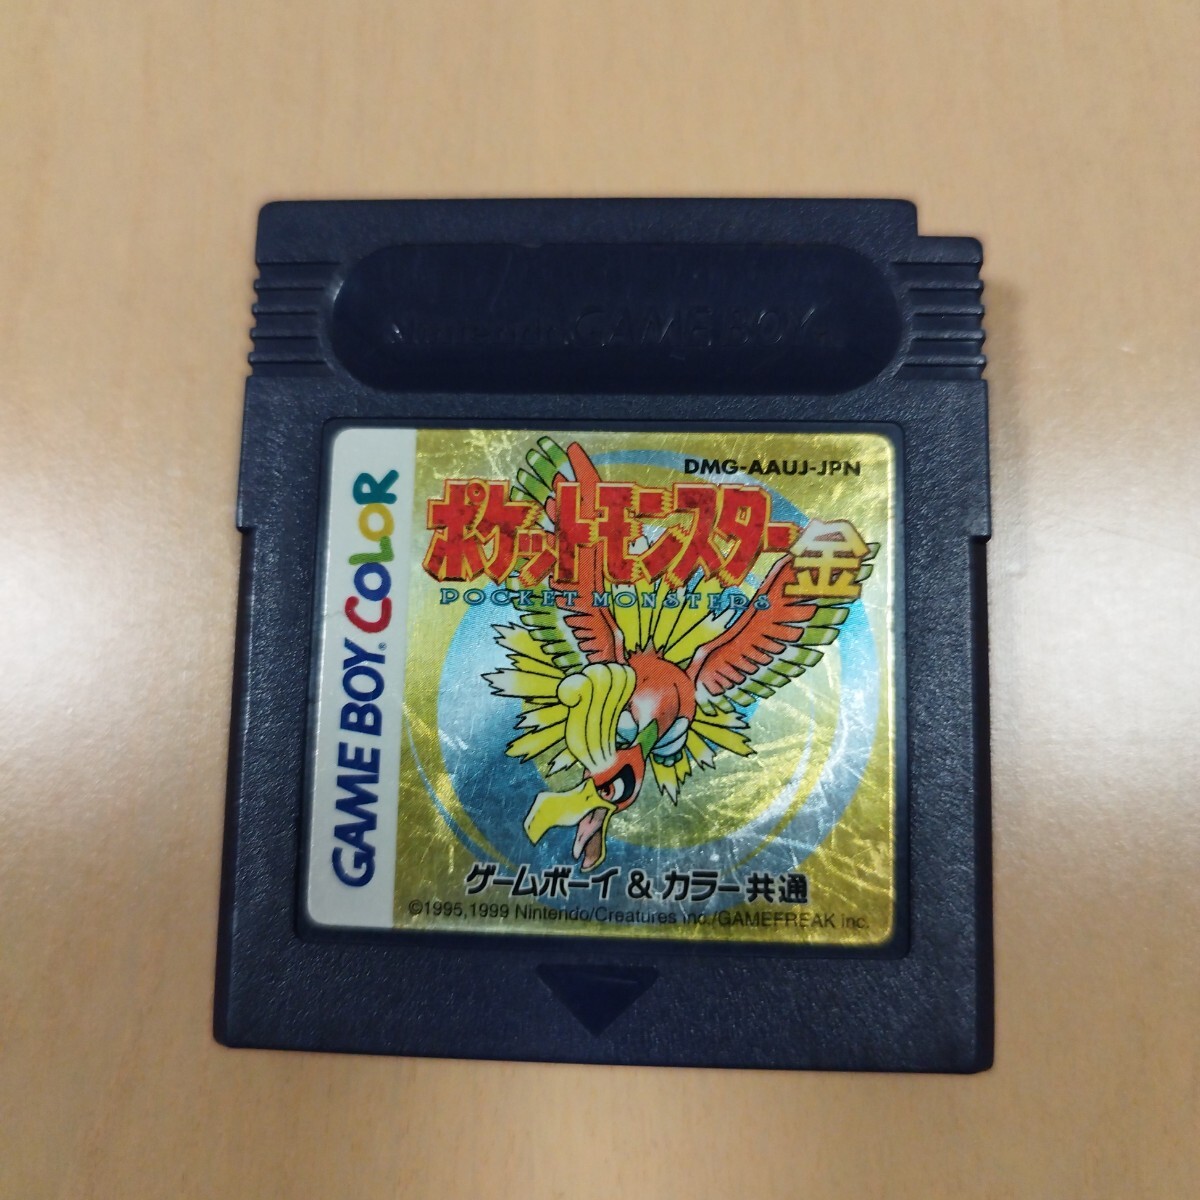 Nintendo GAME BOY
DMG-AAUJ-JPN
ポケットモンスター金
POCKET MONSTERS
GAME BOY COLOR
ゲームボーイ & カラー共通
©1995,1999 Nintendo/Creatures inc./GAMEFREAK inc.